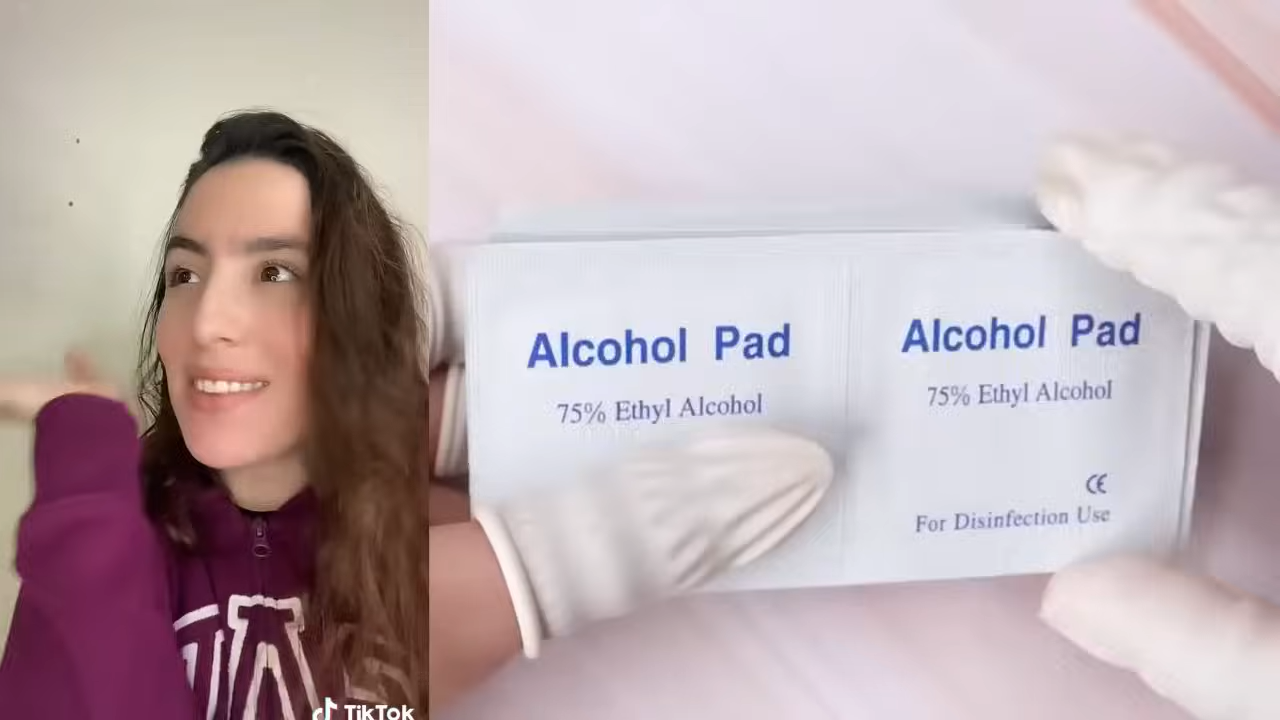 Alcohol Pad
75% Ethyl Alcohol
Alcohol Pad
75% Ethyl Alcohol
CE
For Disinfection Use
TikTok